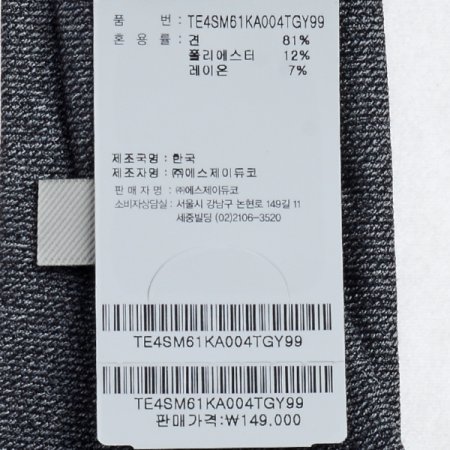 품 번 : TE4SM61KA004TGY99
혼 용 률 : 견 81%
폴리에스터 12%
레이온 7%
제조국명 : 한국
제조자명 : ㈜에스제이듀코
판 매 자 명 : ㈜에스제이듀코
소비자상담실 : 서울시 강남구 논현로 149길 11
세중빌딩 (02)2106-3520
TE4SM61KA004TGY99
TE4SM61KA004TGY99
판매가격:₩149.000